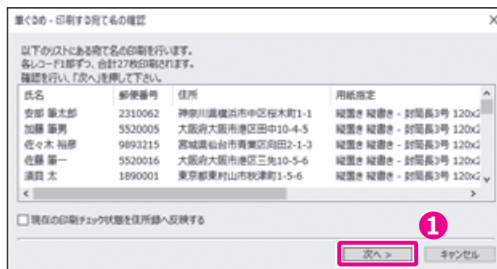 筆ぐるめ - 印刷する宛て名の確認
以下のリストにある宛て名の印刷を行います。
各レコード1部ずつ、合計27枚印刷されます。
確認を行い、「次へ」を押して下さい。
氏名 郵便番号 住所 用紙指定
安部 筆太郎 2310062 神奈川県横浜市中区桜木町1-1 縦置き 縦書き - 封筒長3号 120x2
加藤 筆男 5520005 大阪府大阪市港区田中10-4-5 縦置き 縦書き - 封筒長3号 120x2
佐々木 裕彦 9893215 宮城県仙台市青葉区向田2-1-3 縦置き 縦書き - 封筒長3号 120x2
佐藤 筆一 5520016 大阪府大阪市港区三先10-5-6 縦置き 縦書き - 封筒長3号 120x2
須貝 太 1890001 東京都東村山市秋津町1-5-6 縦置き 縦書き - 封筒長3号 120x2
現在の印刷チェック状態を住所録へ反映する
1
次へ > キャンセル